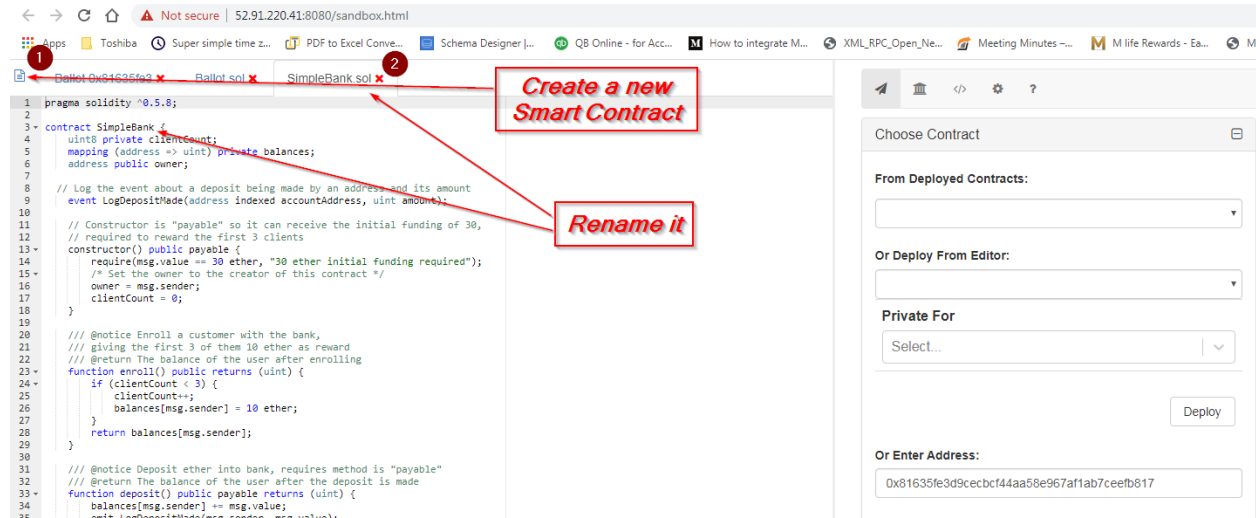 Not secure | 52.91.220.41:8080/sandbox.html
Apps Toshiba Super simple time z... PDF to Excel Conve... Schema Designer |... QB Online - for Acc... How to integrate M... XML_RPC_Open_Ne... Meeting Minutes –... M life Rewards - Ea... M
1 2
Ballot 0x81635fe3 Ballot.sol SimpleBank.sol
Create a new
Smart Contract
Rename it
1 pragma solidity ^0.5.8;
2
3 contract SimpleBank {
4 uint8 private clientCount;
5 mapping (address => uint) private balances;
6 address public owner;
7
8 // Log the event about a deposit being made by an address and its amount
9 event LogDepositMade(address indexed accountAddress, uint amount);
10
11 // Constructor is "payable" so it can receive the initial funding of 30,
12 // required to reward the first 3 clients
13 constructor() public payable {
14 require(msg.value == 30 ether, "30 ether initial funding required");
15 /* Set the owner to the creator of this contract */
16 owner = msg.sender;
17 clientCount = 0;
18 }
19
20 /// @notice Enroll a customer with the bank,
21 /// giving the first 3 of them 10 ether as reward
22 /// @return The balance of the user after enrolling
23 function enroll() public returns (uint) {
24 if (clientCount < 3) {
25 clientCount++;
26 balances[msg.sender] = 10 ether;
27 }
28 return balances[msg.sender];
29 }
30
31 /// @notice Deposit ether into bank, requires method is "payable"
32 /// @return The balance of the user after the deposit is made
33 function deposit() public payable returns (uint) {
34 balances[msg.sender] += msg.value;
35 emit LogDepositMade(msg.sender, msg.value);
</> ?
Choose Contract
From Deployed Contracts:
Or Deploy From Editor:
Private For
Select...
Deploy
Or Enter Address:
0x81635fe3d9cecbcf44aa58e967af1ab7ceefb817